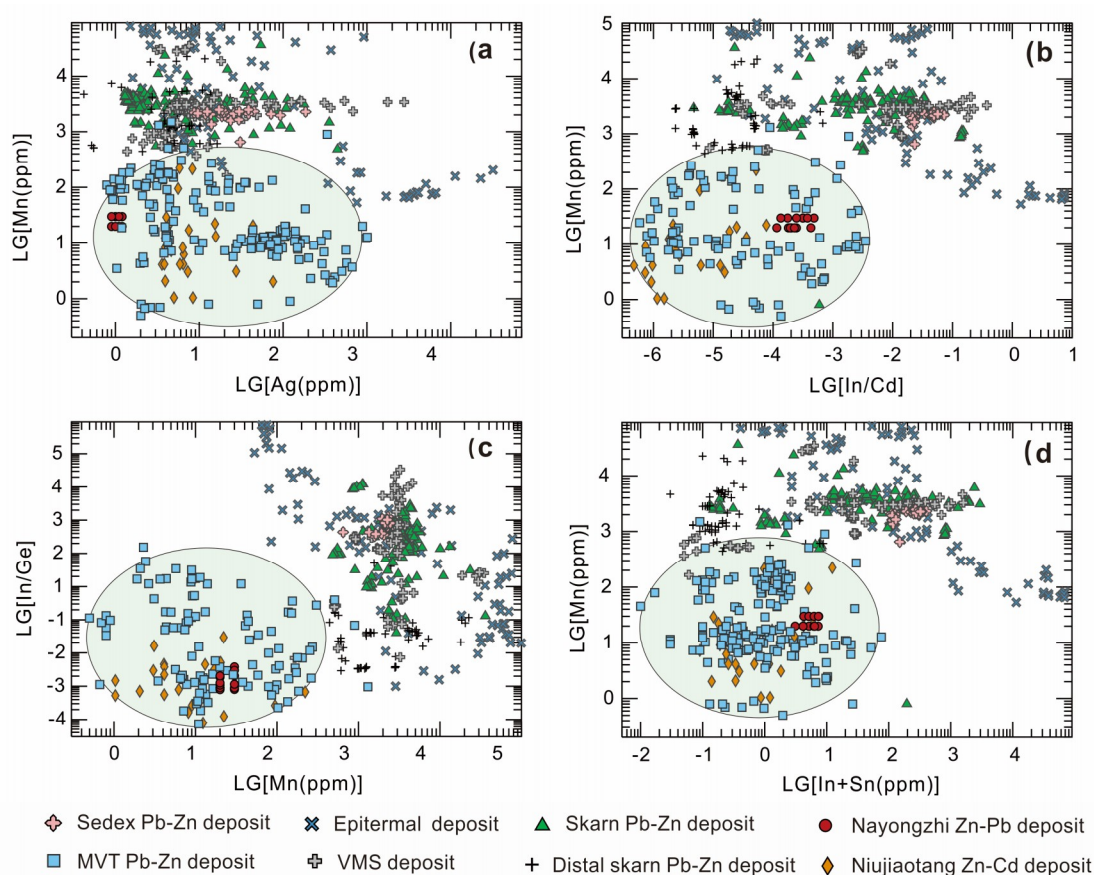 (a
5
4
3
2
1
0
LG[Mn(ppm)]
0 1 2 3 4
LG[Ag(ppm)]
(b
5
4
3
2
1
0
LG[Mn(ppm)]
-6 -5 -4 -3 -2 -1 0 1
LG[In/Cd]
(c
5
4
3
2
-1
-1
-2
-3
-4
LG[In/Ge]
0 1 2 3 4 5
LG[Mn(ppm)]
(d
4
3
2
1
0
LG[Mn(ppm)]
-2 -1 0 1 2 3 4
LG[In+Sn(ppm)]
Sedex Pb-Zn deposit Epitermal deposit Skarn Pb-Zn deposit Nayongzhi Zn-Pb deposit
MVT Pb-Zn deposit VMS deposit Distal skarn Pb-Zn deposit Niujiaotang Zn-Cd deposit